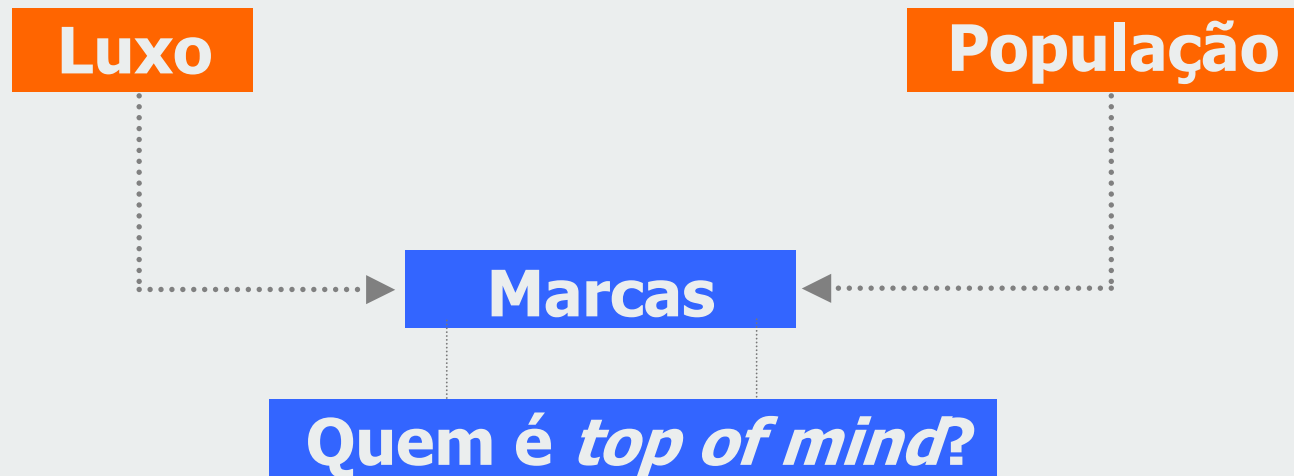 Luxo
População
Marcas
Quem é top of mind?